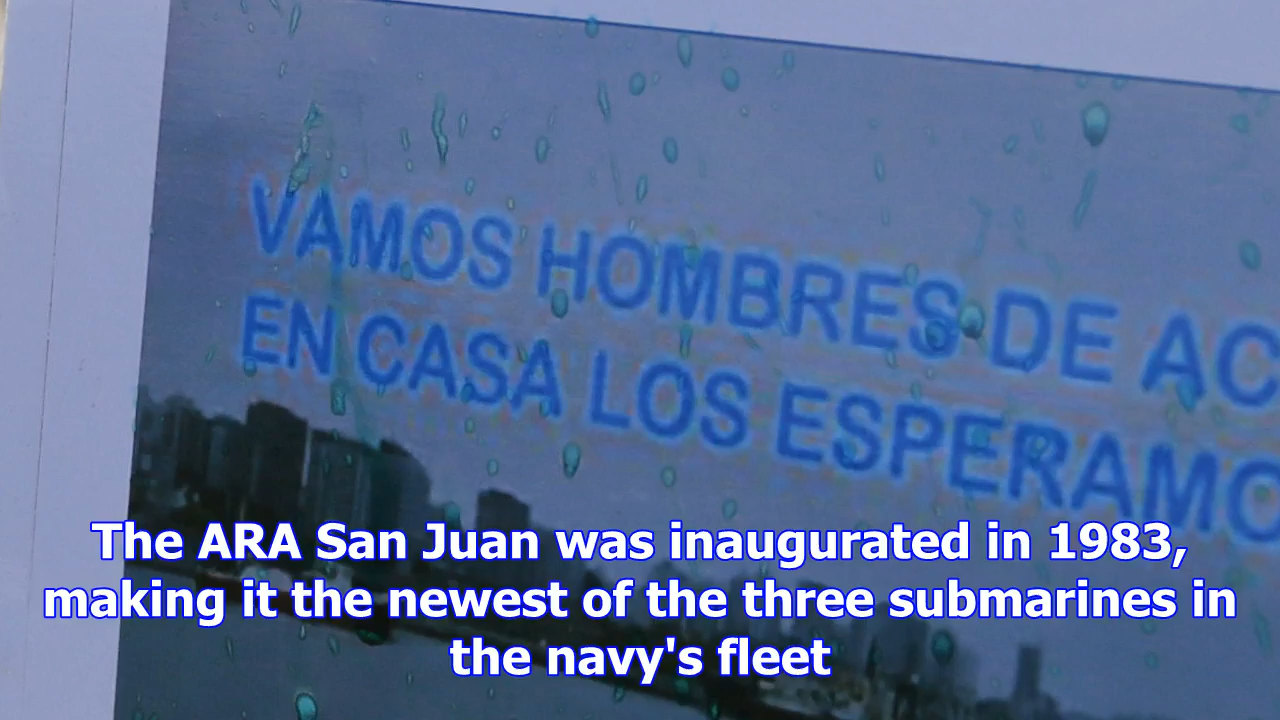 VAMOS HOMBRES DE AC
EN CASA LOS ESPERAMO
The ARA San Juan was inaugurated in 1983,
making it the newest of the three submarines in
the navy's fleet